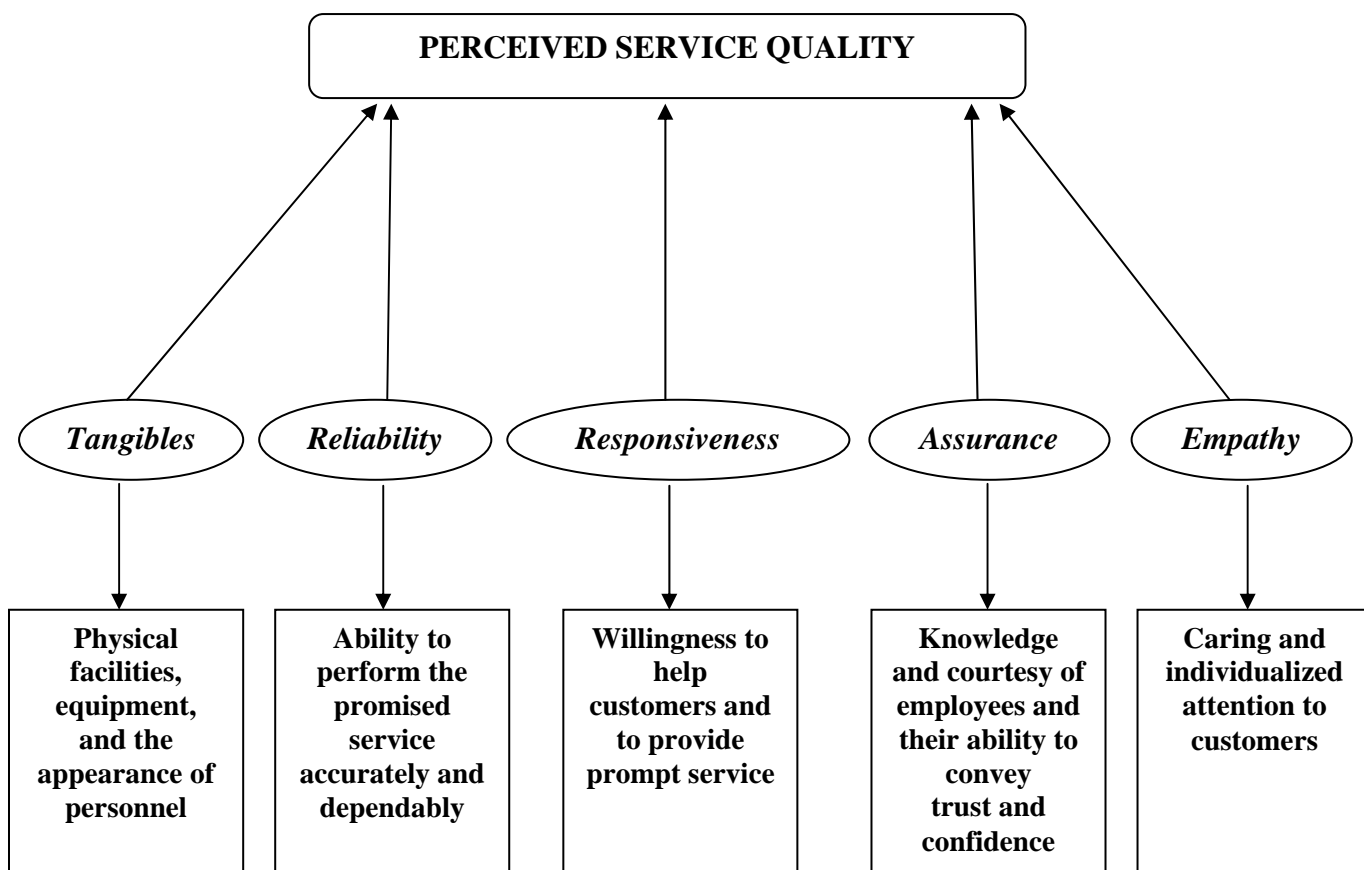 PERCEIVED SERVICE QUALITY
Tangibles
Reliability
Responsiveness
Assurance
Empathy
Physical
facilities,
equipment,
and the
appearance of
personnel
Ability to
perform the
promised
service
accurately and
dependably
Willingness to
help
customers and
to provide
prompt service
Knowledge
and courtesy of
employees and
their ability to
convey
trust and
confidence
Caring and
individualized
attention to
customers